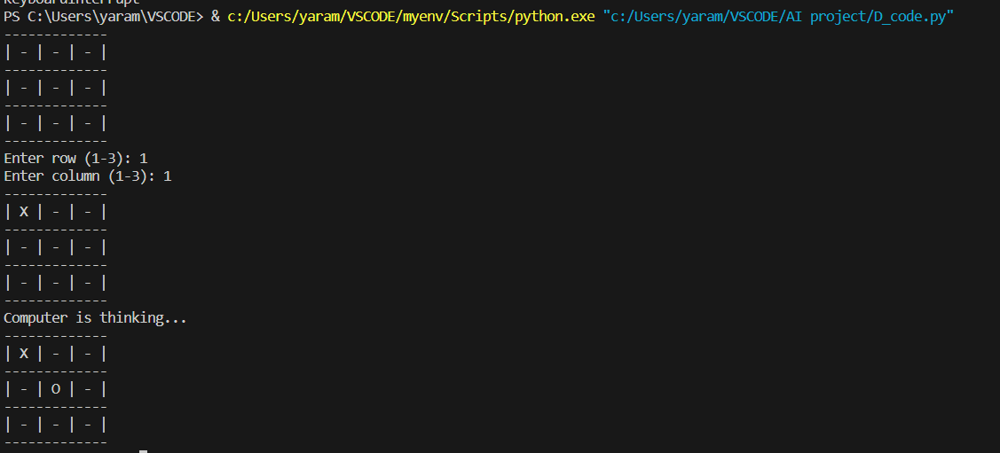 KeyboardInterrupt
PS C:\Users\yaram\VSCODE> & c:/Users/yaram/VSCODE/myenv/Scripts/python.exe "c:/Users/yaram/VSCODE/AI project/D_code.py"
-------------
| - | - | - |
-------------
| - | - | - |
-------------
| - | - | - |
-------------
Enter row (1-3): 1
Enter column (1-3): 1
-------------
| X | - | - |
-------------
| - | - | - |
-------------
| - | - | - |
-------------
Computer is thinking...
-------------
| X | - | - |
-------------
| - | O | - |
-------------
| - | - | - |
-------------